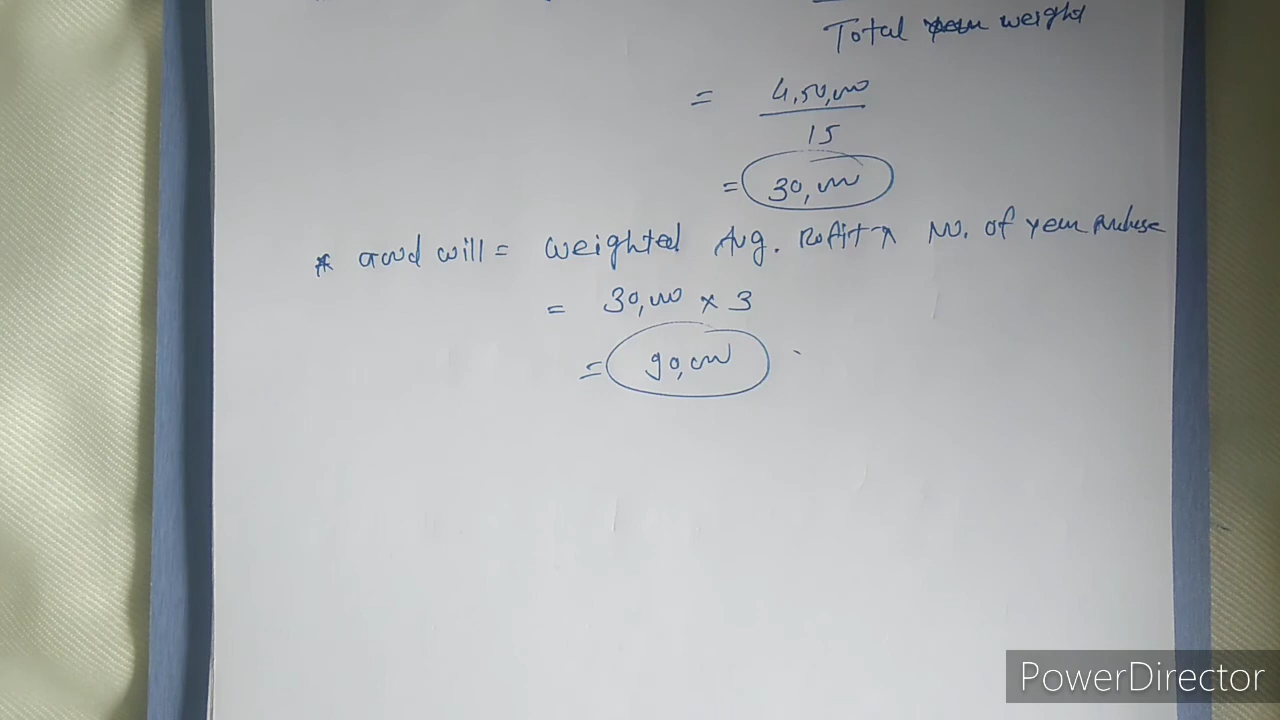 Total weight
= 4,50,000
15
= 30,000
* Good will = Weighted Avg. Profit × No. of year Purchase
= 30,000 × 3
= 90,000
PowerDirector